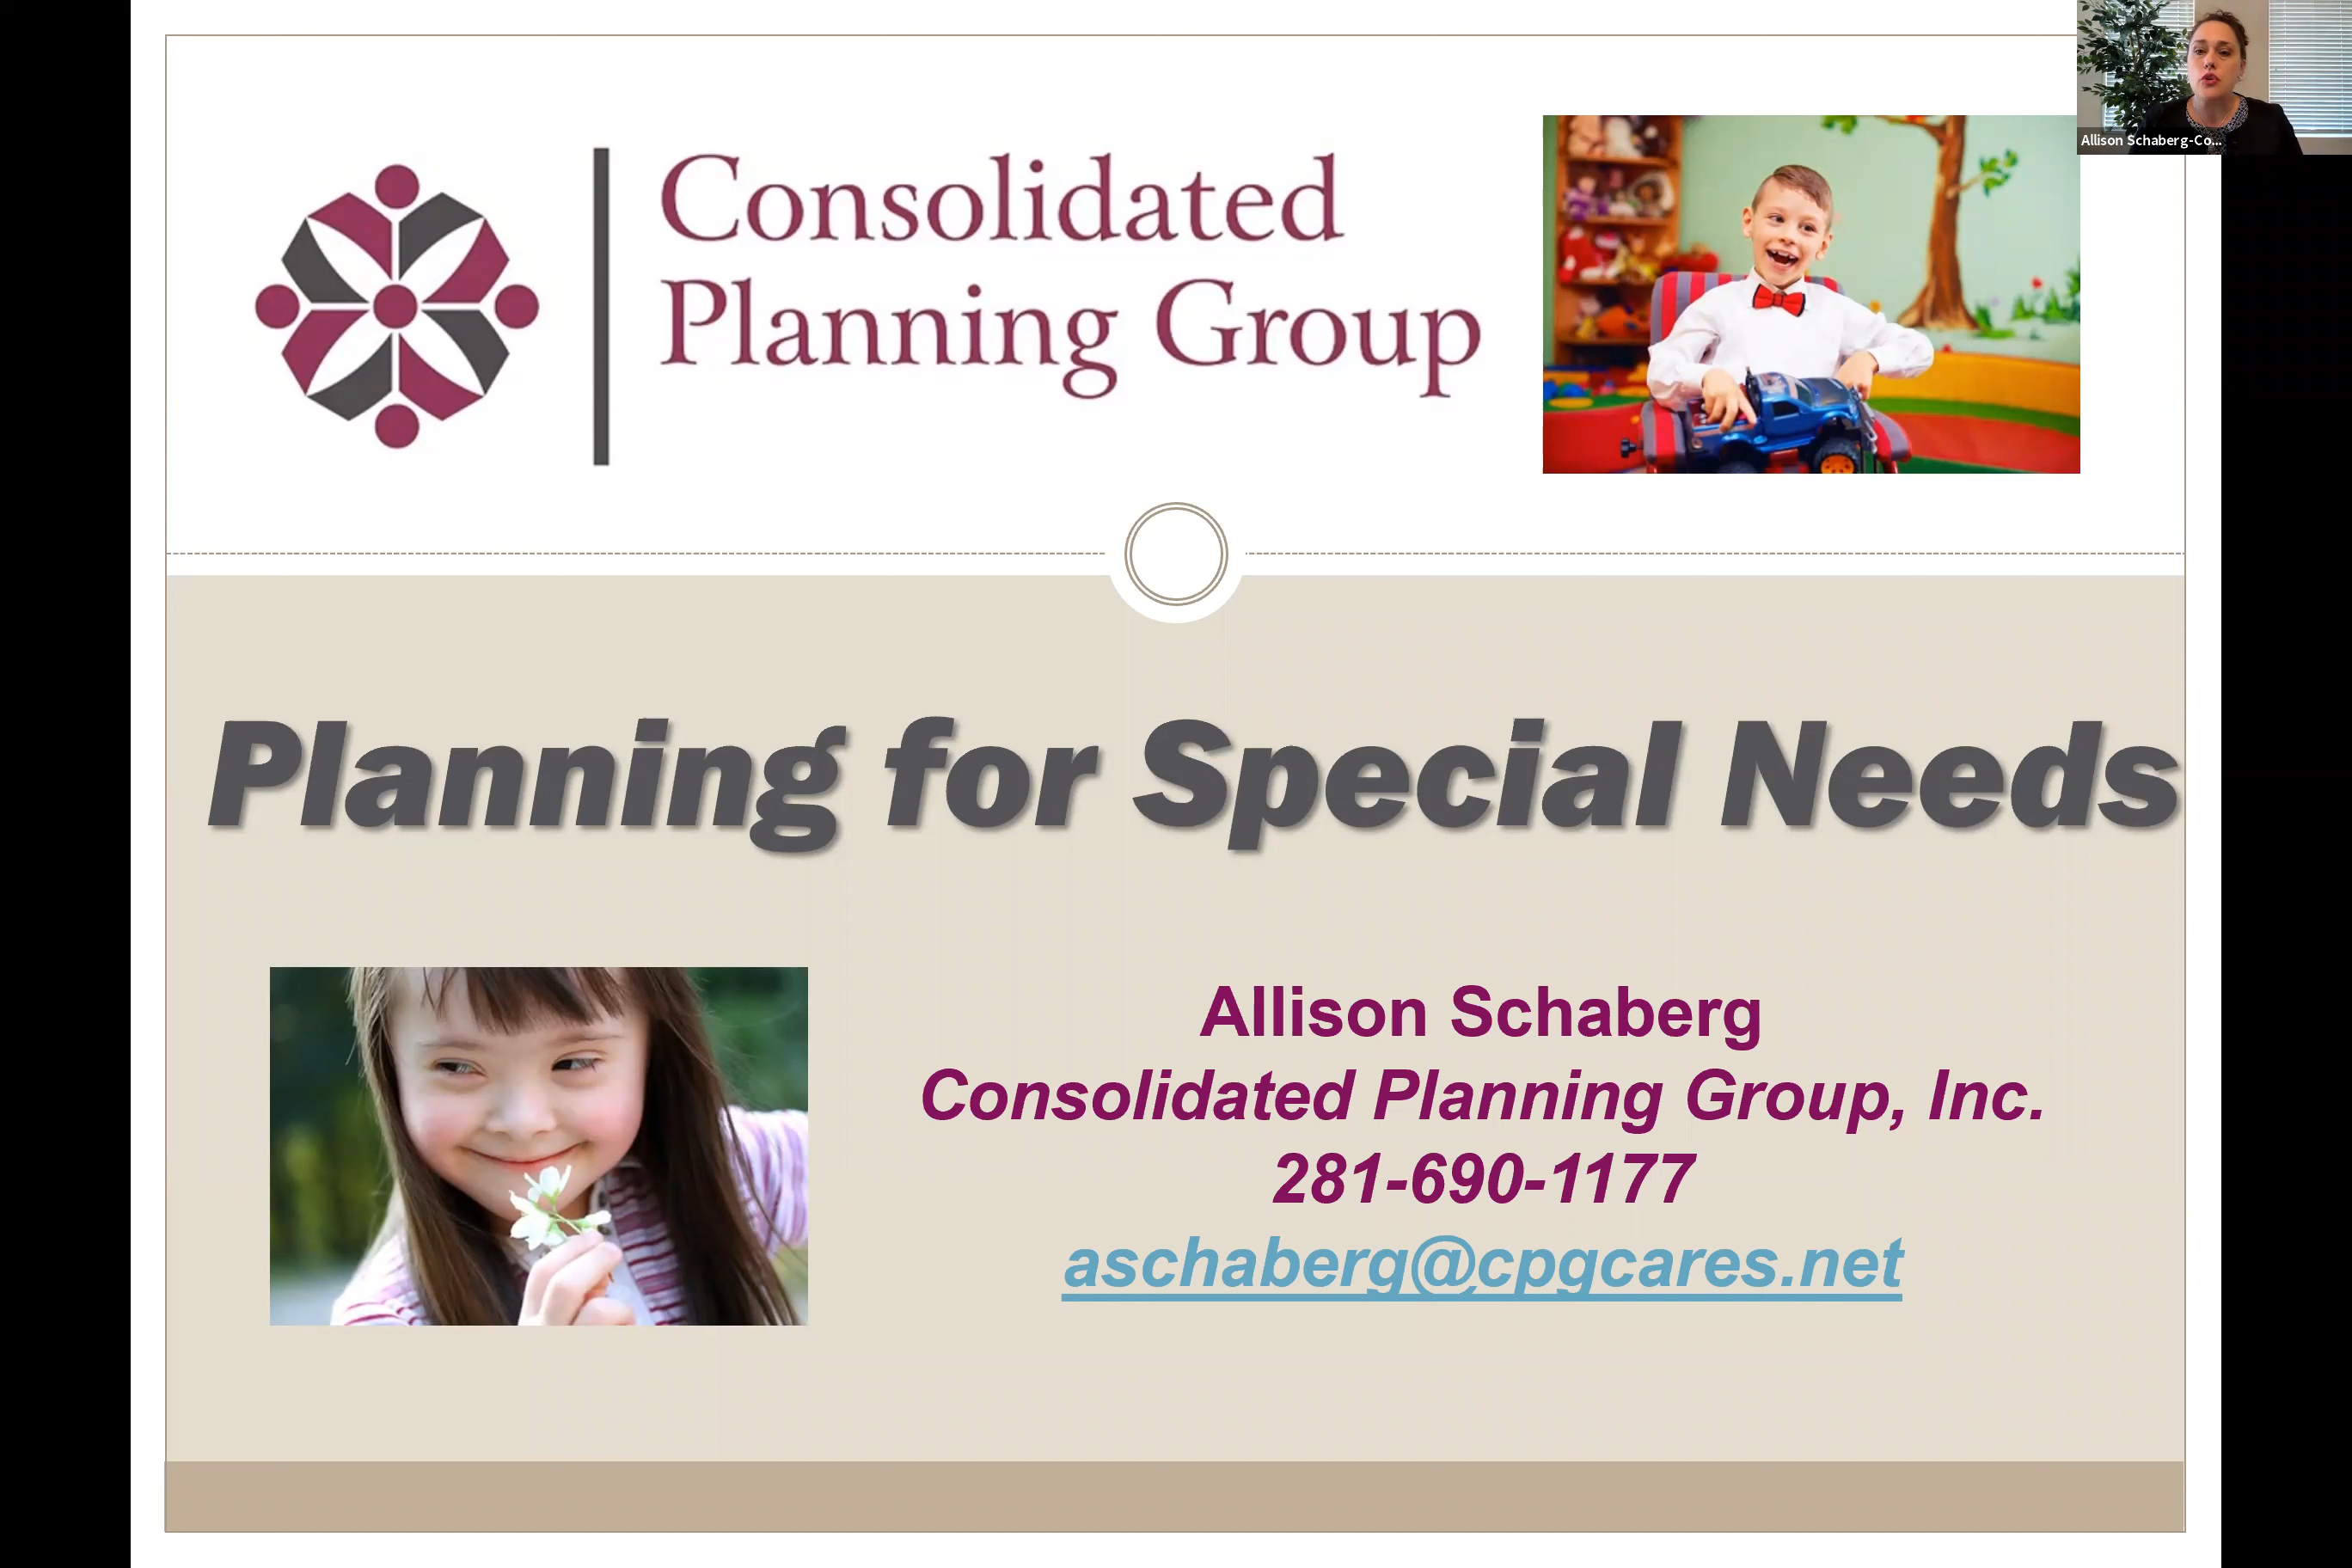 Consolidated
Planning Group
Allison Schaberg-Co...
Planning for Special Needs
Allison Schaberg
Consolidated Planning Group, Inc.
281-690-1177
aschaberg@cpgcares.net